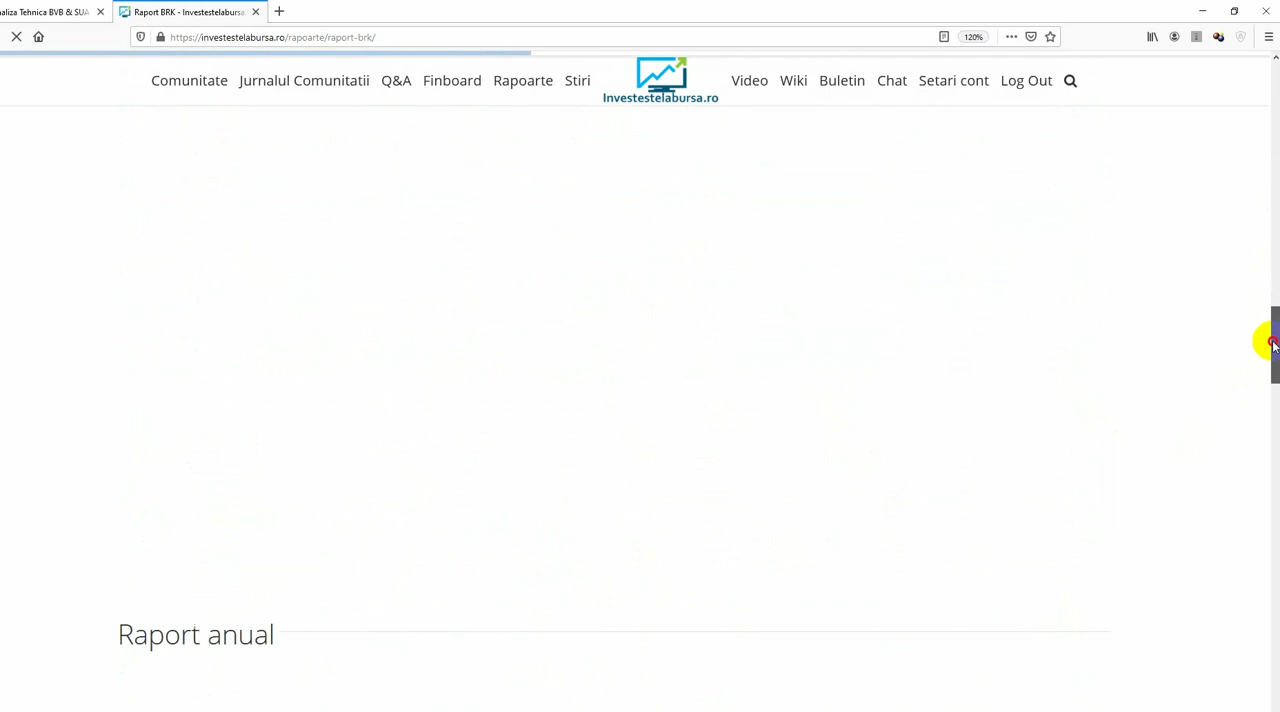 naliza Tehnica BVB & SUA
Raport BRK - Investestelabursa.
https://investestelabursa.ro/rapoarte/raport-brk/
120%
Comunitate Jurnalul Comunitatii Q&A Finboard Rapoarte Stiri Investestelabursa.ro Video Wiki Buletin Chat Setari cont Log Out
Raport anual